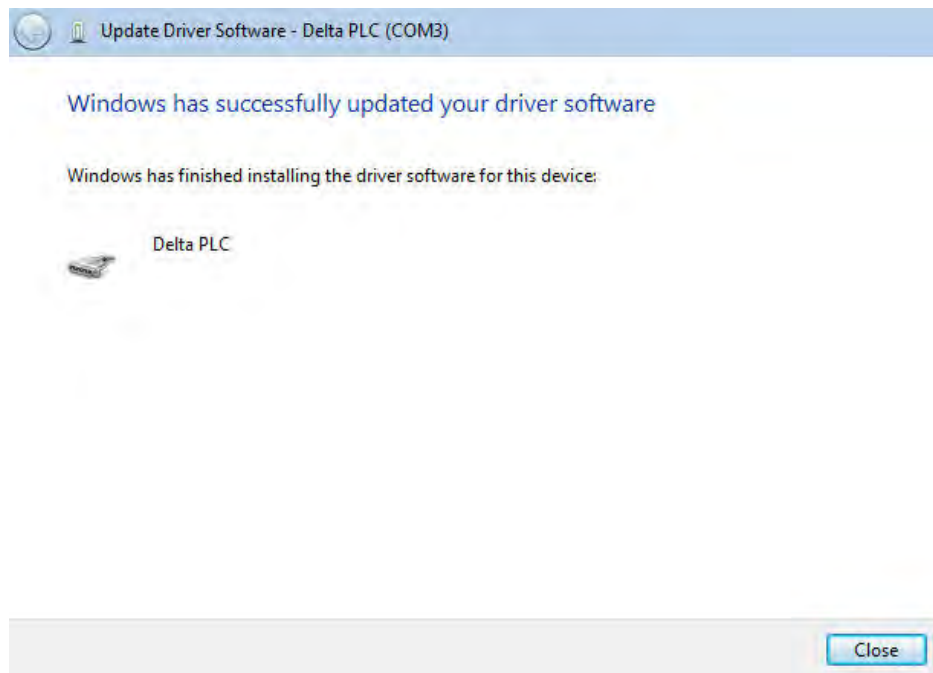 Update Driver Software - Delta PLC (COM3)
Windows has successfully updated your driver software
Windows has finished installing the driver software for this device:
Delta PLC
Close